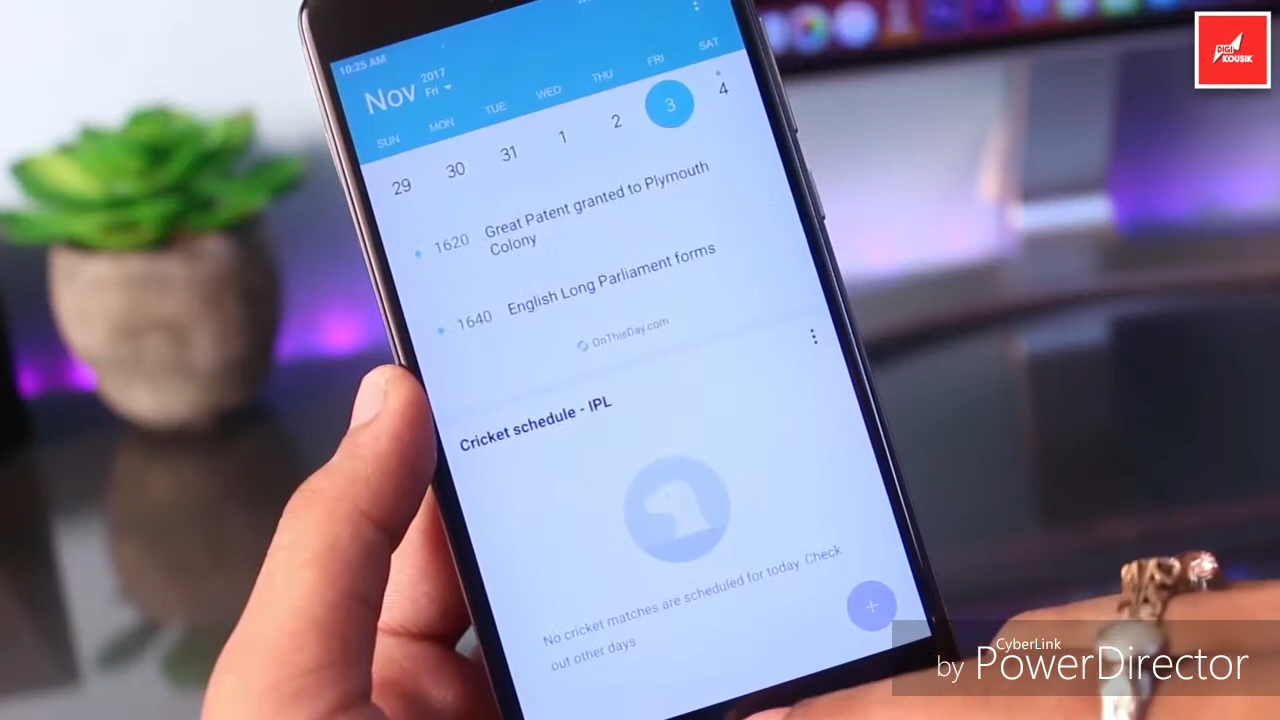 DIGI
KOUSIK
10:25 AM
Nov
2017
Fri
SUN MON TUE WED THU FRI SAT
29 30 31 1 2 3 4
1620 Great Patent granted to Plymouth
Colony
1640 English Long Parliament forms
OnThisDay.com
Cricket schedule - IPL
No cricket matches are scheduled for today. Check
out other days
+
CyberLink
by PowerDirector